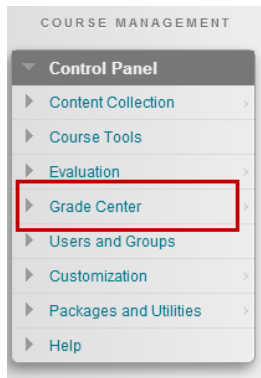 COURSE MANAGEMENT
Control Panel
Content Collection
Course Tools
Evaluation
Grade Center
Users and Groups
Customization
Packages and Utilities
Help